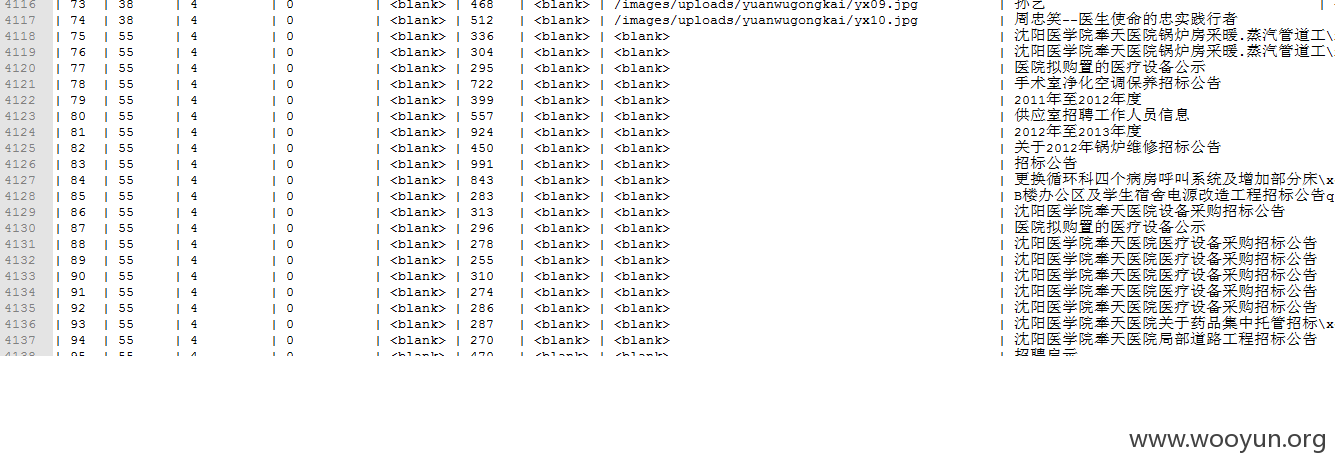 4116 | 73 | 38 | 4 | 0 | <blank> | 468 | <blank> | /images/uploads/yuanwugongkai/yx09.jpg | 孙艺 |
4117 | 74 | 38 | 4 | 0 | <blank> | 512 | <blank> | /images/uploads/yuanwugongkai/yx10.jpg | 周忠笑--医生使命的忠实践行者
4118 | 75 | 55 | 4 | 0 | <blank> | 336 | <blank> | <blank> | 沈阳医学院奉天医院锅炉房采暖.蒸汽管道工\
4119 | 76 | 55 | 4 | 0 | <blank> | 304 | <blank> | <blank> | 沈阳医学院奉天医院锅炉房采暖.蒸汽管道工\
4120 | 77 | 55 | 4 | 0 | <blank> | 295 | <blank> | <blank> | 医院拟购置的医疗设备公示
4121 | 78 | 55 | 4 | 0 | <blank> | 722 | <blank> | <blank> | 手术室净化空调保养招标公告
4122 | 79 | 55 | 4 | 0 | <blank> | 399 | <blank> | <blank> | 2011年至2012年度
4123 | 80 | 55 | 4 | 0 | <blank> | 557 | <blank> | <blank> | 供应室招聘工作人员信息
4124 | 81 | 55 | 4 | 0 | <blank> | 924 | <blank> | <blank> | 2012年至2013年度
4125 | 82 | 55 | 4 | 0 | <blank> | 450 | <blank> | <blank> | 关于2012年锅炉维修招标公告
4126 | 83 | 55 | 4 | 0 | <blank> | 991 | <blank> | <blank> | 招标公告
4127 | 84 | 55 | 4 | 0 | <blank> | 843 | <blank> | <blank> | 更换循环科四个病房呼叫系统及增加部分床\x
4128 | 85 | 55 | 4 | 0 | <blank> | 283 | <blank> | <blank> | B楼办公区及学生宿舍电源改造工程招标公告q
4129 | 86 | 55 | 4 | 0 | <blank> | 313 | <blank> | <blank> | 沈阳医学院奉天医院设备采购招标公告
4130 | 87 | 55 | 4 | 0 | <blank> | 296 | <blank> | <blank> | 医院拟购置的医疗设备公示
4131 | 88 | 55 | 4 | 0 | <blank> | 278 | <blank> | <blank> | 沈阳医学院奉天医院医疗设备采购招标公告
4132 | 89 | 55 | 4 | 0 | <blank> | 255 | <blank> | <blank> | 沈阳医学院奉天医院医疗设备采购招标公告
4133 | 90 | 55 | 4 | 0 | <blank> | 310 | <blank> | <blank> | 沈阳医学院奉天医院医疗设备采购招标公告
4134 | 91 | 55 | 4 | 0 | <blank> | 274 | <blank> | <blank> | 沈阳医学院奉天医院医疗设备采购招标公告
4135 | 92 | 55 | 4 | 0 | <blank> | 286 | <blank> | <blank> | 沈阳医学院奉天医院医疗设备采购招标公告
4136 | 93 | 55 | 4 | 0 | <blank> | 287 | <blank> | <blank> | 沈阳医学院奉天医院关于药品集中托管招标\x
4137 | 94 | 55 | 4 | 0 | <blank> | 270 | <blank> | <blank> | 沈阳医学院奉天医院局部道路工程招标公告
4138 | 95 | 55 | 4 | 0 | <blank> | 470 | <blank> | <blank> | 招聘启示
www.wooyun.org